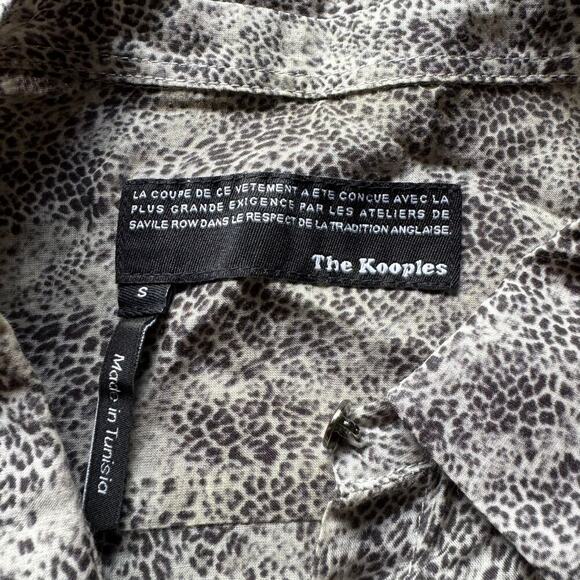 LA COUPE DE CE VETEMENT A ETE CONCUE AVEC LA
PLUS GRANDE EXIGENCE PAR LES ATELIERS DE
SAVILE ROW DANS LE RESPECT DE LA TRADITION ANGLAISE.
The Kooples
S
Made in Tunisia